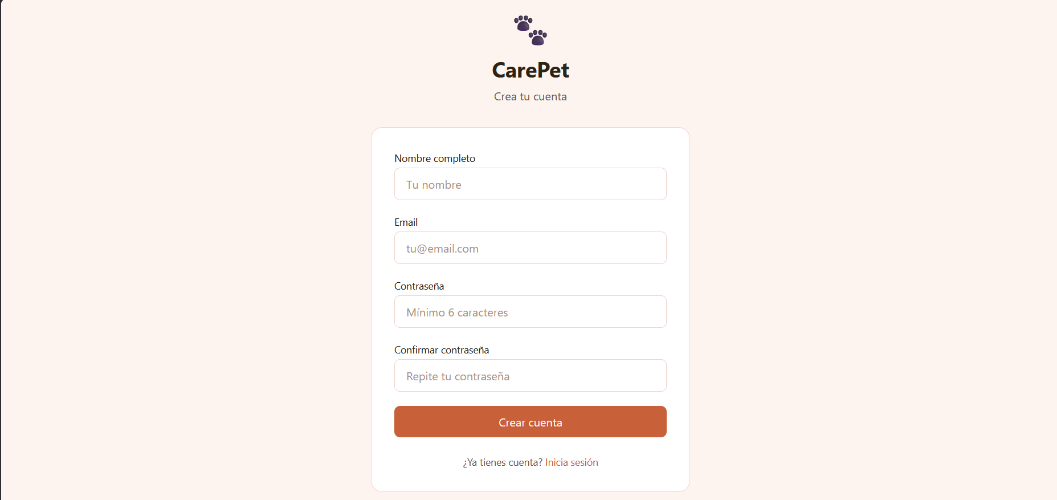 CarePet
Crea tu cuenta
Nombre completo
Tu nombre
Email
tu@email.com
Contraseña
Mínimo 6 caracteres
Confirmar contraseña
Repite tu contraseña
Crear cuenta
¿Ya tienes cuenta? Inicia sesión